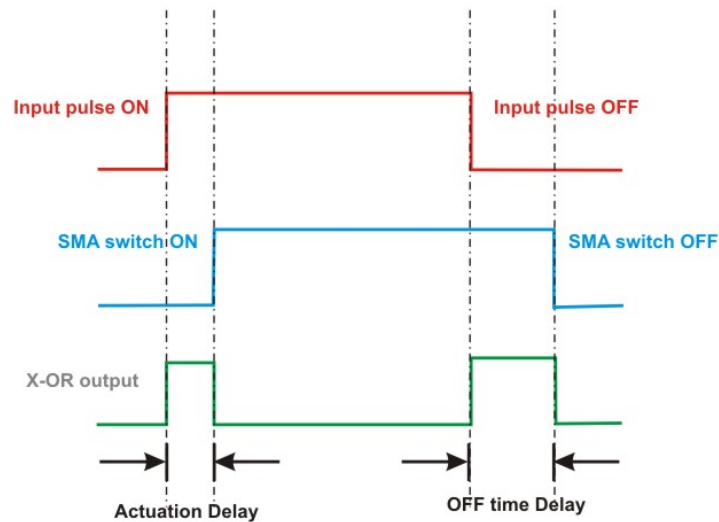 Input pulse ON
Input pulse OFF
SMA switch ON
SMA switch OFF
X-OR output
Actuation Delay
OFF time Delay